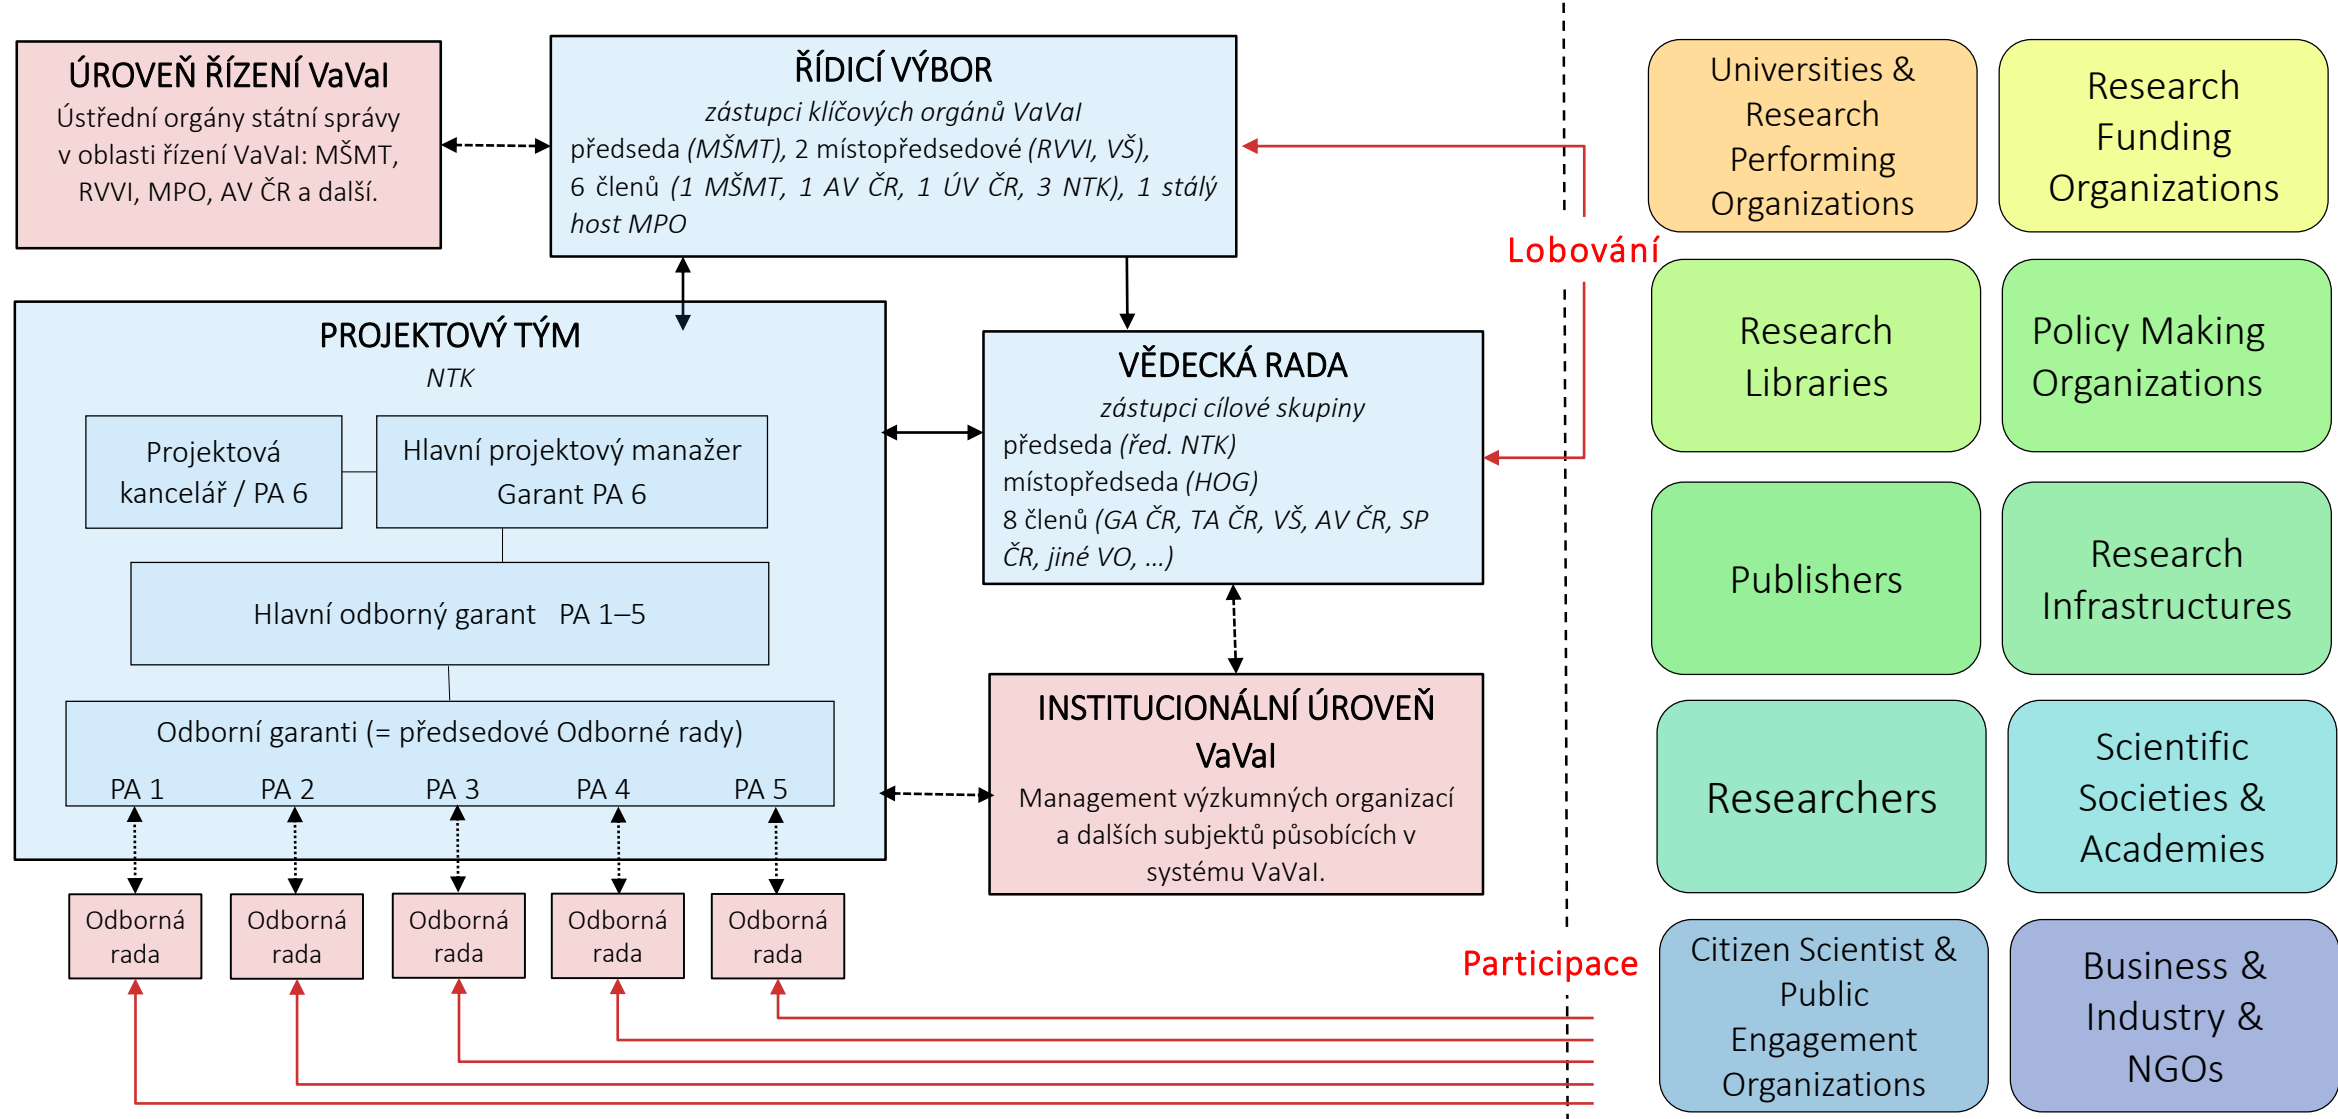 ÚROVEŇ ŘÍZENÍ VaVaI
Ústřední orgány státní správy
v oblasti řízení VaVaI: MŠMT,
RVVI, MPO, AV ČR a další.
ŘÍDICÍ VÝBOR
zástupci klíčových orgánů VaVaI
předseda (MŠMT), 2 místopředsedové (RVVI, VŠ),
6 členů (1 MŠMT, 1 AV ČR, 1 ÚV ČR, 3 NTK), 1 stálý
host MPO
PROJEKTOVÝ TÝM
NTK
Projektová
kancelář / PA 6
Hlavní projektový manažer
Garant PA 6
Hlavní odborný garant PA 1–5
Odborní garanti (= předsedové Odborné rady)
PA 1 PA 2 PA 3 PA 4 PA 5
Odborná
rada
Odborná
rada
Odborná
rada
Odborná
rada
Odborná
rada
VĚDECKÁ RADA
zástupci cílové skupiny
předseda (řed. NTK)
místopředseda (HOG)
8 členů (GA ČR, TA ČR, VŠ, AV ČR, SP
ČR, jiné VO, ...)
INSTITUCIONÁLNÍ ÚROVEŇ
VaVaI
Management výzkumných organizací
a dalších subjektů působících v
systému VaVaI.
Lobování
Participace
Universities &
Research
Performing
Organizations
Research
Funding
Organizations
Research
Libraries
Policy Making
Organizations
Publishers
Research
Infrastructures
Researchers
Scientific
Societies &
Academies
Citizen Scientist &
Public
Engagement
Organizations
Business &
Industry &
NGOs